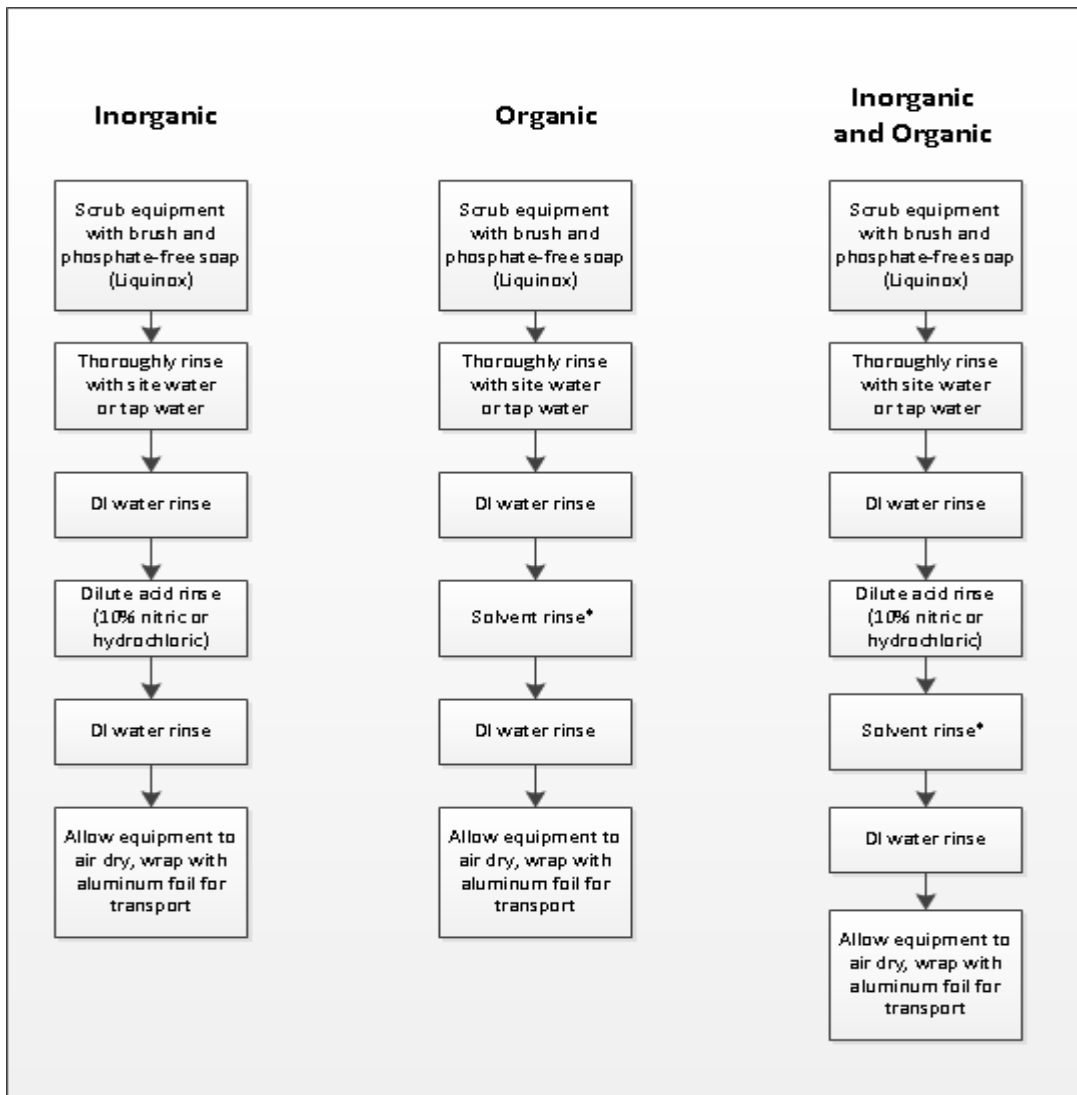 Inorganic
Scrub equipment
with brush and
phosphate-free soap
(Liquinox)
Thoroughly rinse
with site water
or tap water
DI water rinse
Dilute acid rinse
(10% nitric or
hydrochloric)
DI water rinse
Allow equipment to
air dry, wrap with
aluminum foil for
transport
Organic
Scrub equipment
with brush and
phosphate-free soap
(Liquinox)
Thoroughly rinse
with site water
or tap water
DI water rinse
Solvent rinse*
DI water rinse
Allow equipment to
air dry, wrap with
aluminum foil for
transport
Inorganic
and Organic
Scrub equipment
with brush and
phosphate-free soap
(Liquinox)
Thoroughly rinse
with site water
or tap water
DI water rinse
Dilute acid rinse
(10% nitric or
hydrochloric)
Solvent rinse*
DI water rinse
Allow equipment to
air dry, wrap with
aluminum foil for
transport